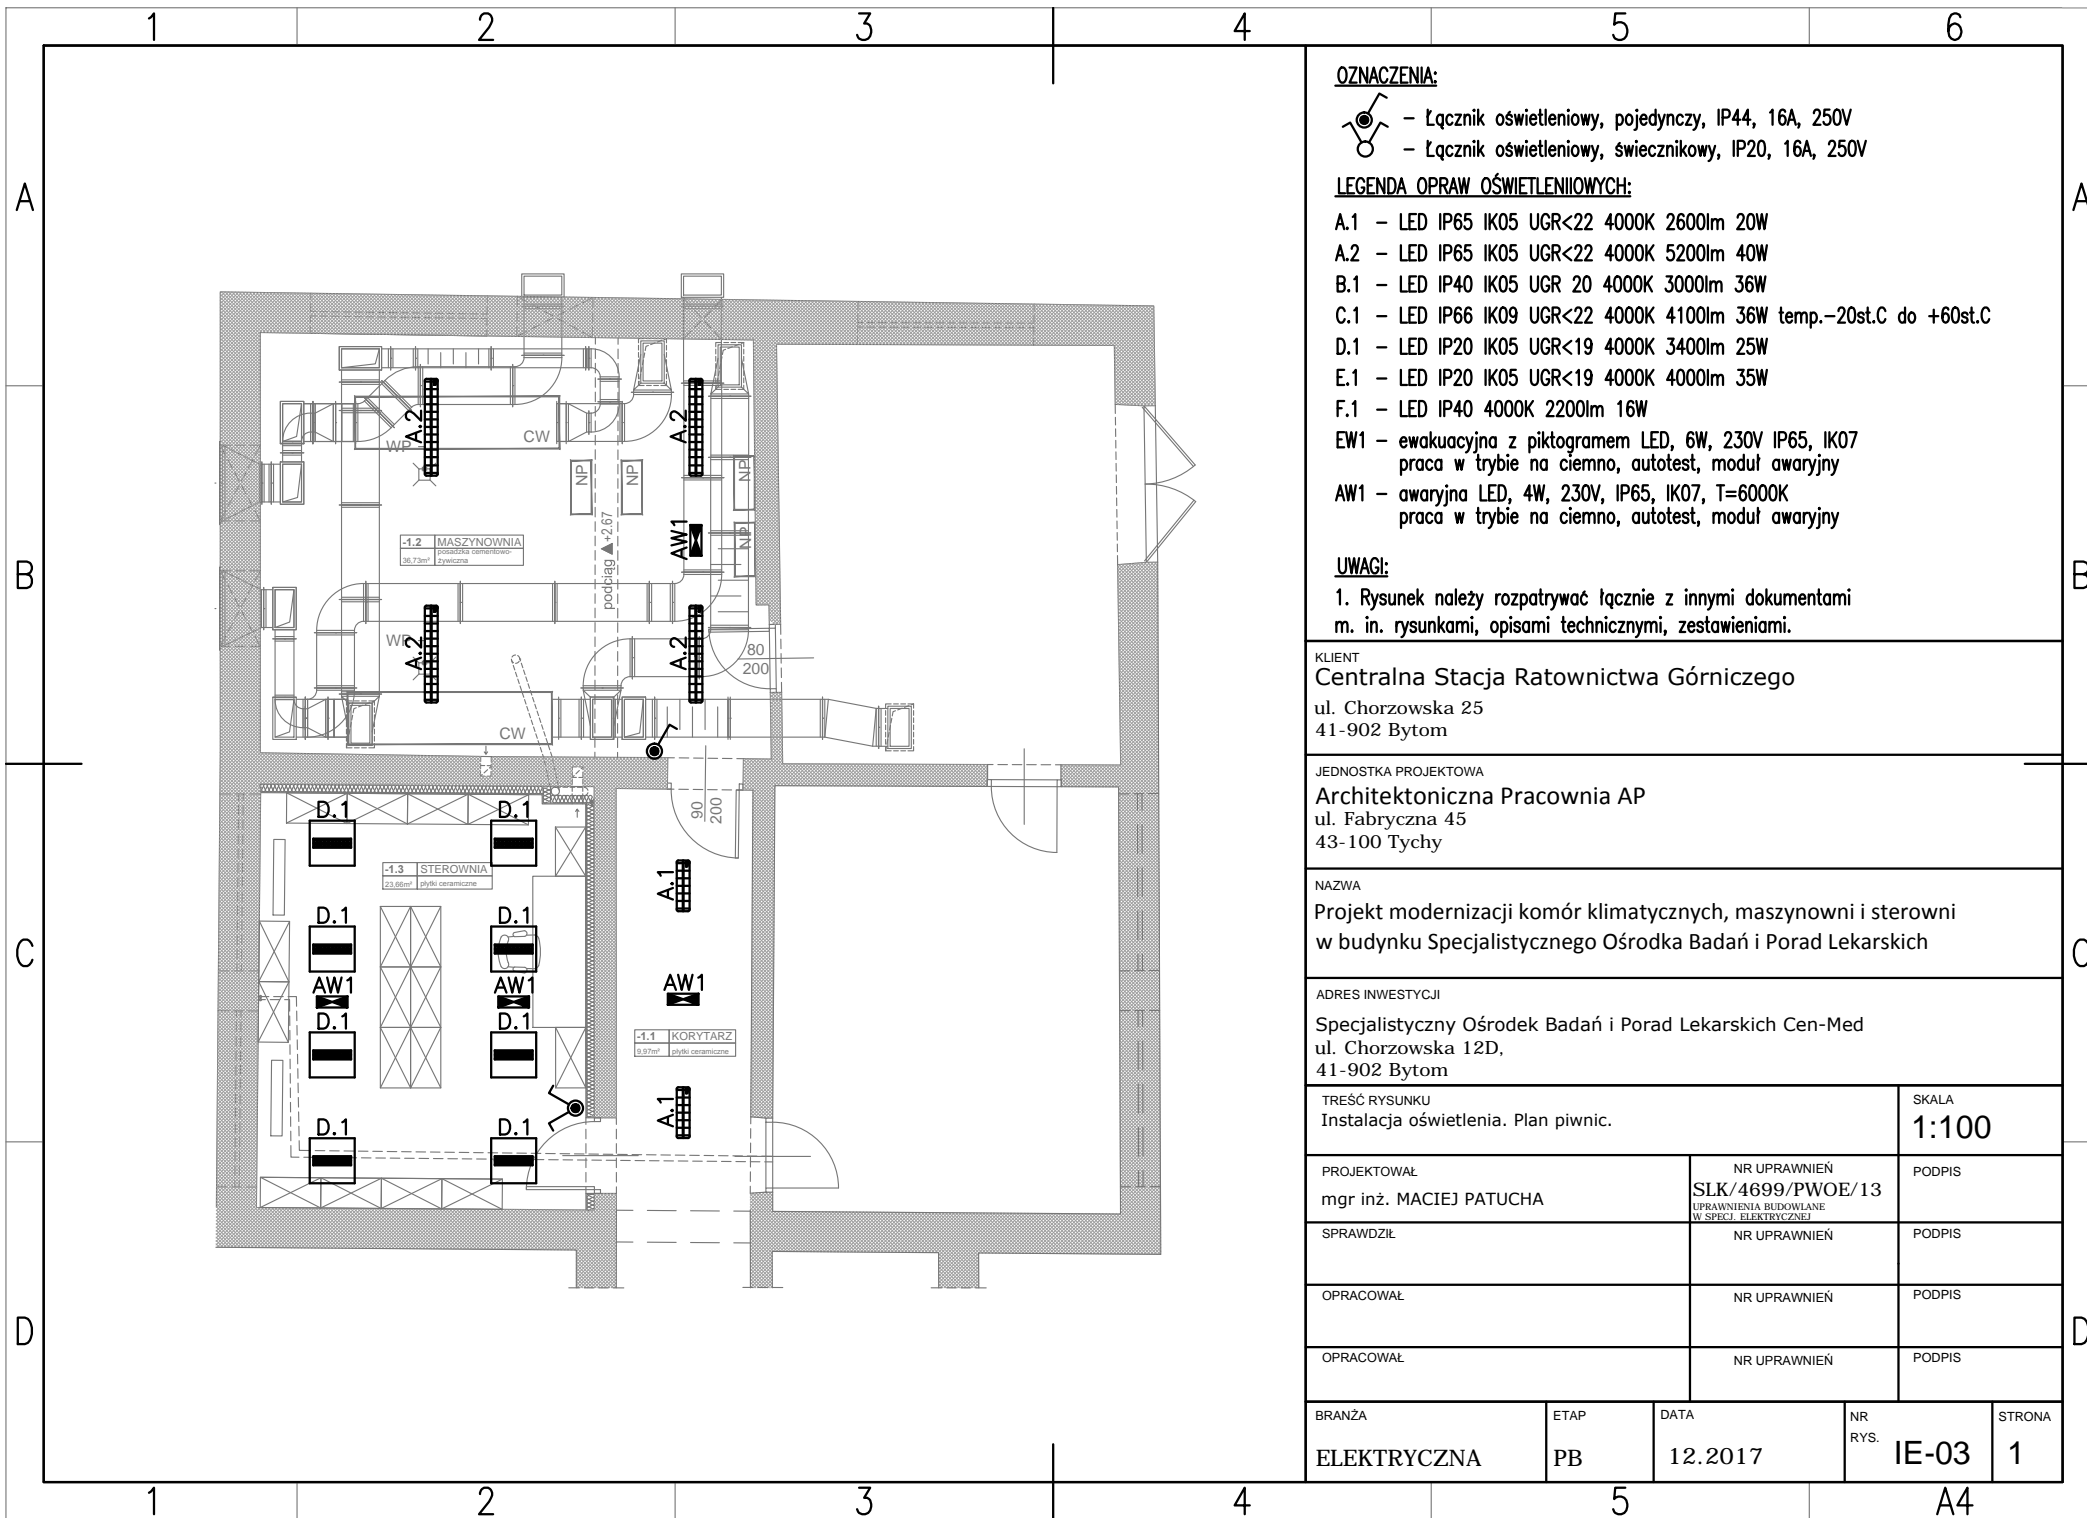 1 2 3 4 5 6
A
B
C
D
A
B
C
D
OZNACZENIA:
– Łącznik oświetleniowy, pojedynczy, IP44, 16A, 250V
– Łącznik oświetleniowy, świecznikowy, IP20, 16A, 250V
LEGENDA OPRAW OŚWIETLENIIOWYCH:
A.1 – LED IP65 IK05 UGR<22 4000K 2600lm 20W
A.2 – LED IP65 IK05 UGR<22 4000K 5200lm 40W
B.1 – LED IP40 IK05 UGR 20 4000K 3000lm 36W
C.1 – LED IP66 IK09 UGR<22 4000K 4100lm 36W temp.–20st.C do +60st.C
D.1 – LED IP20 IK05 UGR<19 4000K 3400lm 25W
E.1 – LED IP20 IK05 UGR<19 4000K 4000lm 35W
F.1 – LED IP40 4000K 2200lm 16W
EW1 – ewakuacyjna z piktogramem LED, 6W, 230V IP65, IK07
praca w trybie na ciemno, autotest, moduł awaryjny
AW1 – awaryjna LED, 4W, 230V, IP65, IK07, T=6000K
praca w trybie na ciemno, autotest, moduł awaryjny
UWAGI:
1. Rysunek należy rozpatrywać łącznie z innymi dokumentami
m. in. rysunkami, opisami technicznymi, zestawieniami.
KLIENT
Centralna Stacja Ratownictwa Górniczego
ul. Chorzowska 25
41-902 Bytom
JEDNOSTKA PROJEKTOWA
Architektoniczna Pracownia AP
ul. Fabryczna 45
43-100 Tychy
NAZWA
Projekt modernizacji komór klimatycznych, maszynowni i sterowni
w budynku Specjalistycznego Ośrodka Badań i Porad Lekarskich
ADRES INWESTYCJI
Specjalistyczny Ośrodek Badań i Porad Lekarskich Cen-Med
ul. Chorzowska 12D,
41-902 Bytom
TREŚĆ RYSUNKU
Instalacja oświetlenia. Plan piwnic.
SKALA
1:100
PROJEKTOWAŁ
mgr inż. MACIEJ PATUCHA
NR UPRAWNIEŃ
SLK/4699/PWOE/13
UPRAWNIENIA BUDOWLANE
W SPECJ. ELEKTRYCZNEJ
PODPIS
SPRAWDZIŁ
NR UPRAWNIEŃ
PODPIS
OPRACOWAŁ
NR UPRAWNIEŃ
PODPIS
OPRACOWAŁ
NR UPRAWNIEŃ
PODPIS
BRANŻA
ELEKTRYCZNA
ETAP
PB
DATA
12.2017
NR
RYS.
IE-03
STRONA
1
A.2
A.2
WP
CW
NP
NP
NP
NP
AW1
podciąg +2.67
-1.2 MASZYNOWNIA
36,73m² posadzka cementowo-
żywiczna
WP
A.2
A.2
CW
80
200
90
200
D.1
D.1
-1.3 STEROWNIA
23,66m² płytki ceramiczne
D.1
D.1
AW1
AW1
D.1
D.1
D.1
D.1
A.1
AW1
-1.1 KORYTARZ
9,97m² płytki ceramiczne
A.1
1 2 3 4 5 A4